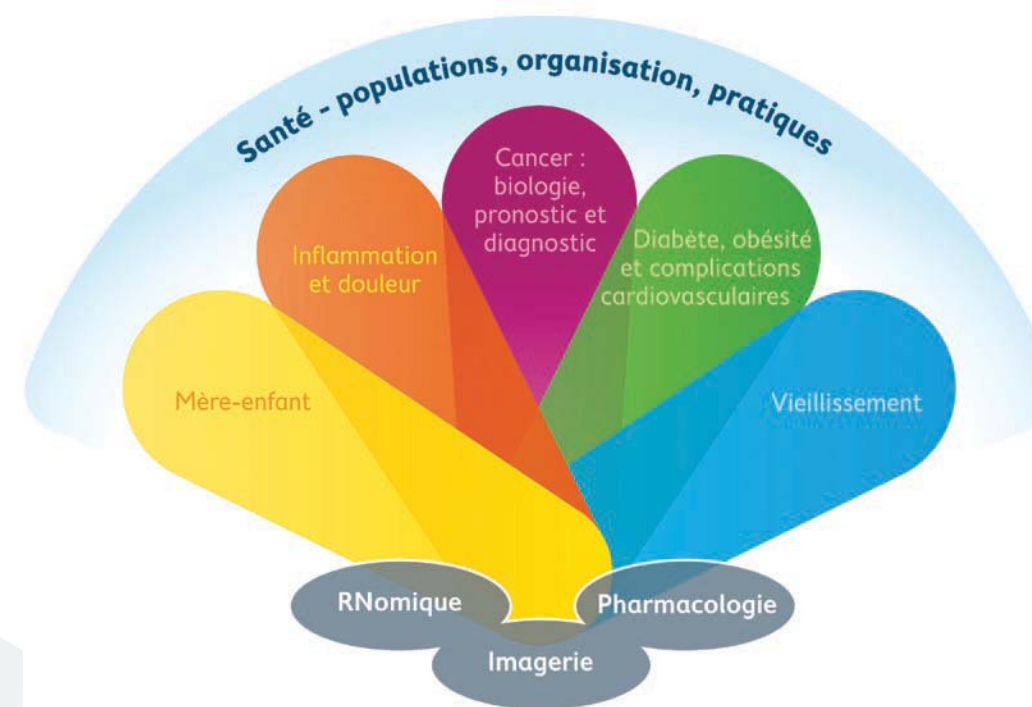 Santé - populations, organisation, pratiques
Cancer :
biologie,
pronostic et
diagnostic
Inflammation
et douleur
Diabète, obésité
et complications
cardiovasculaires
Mère-enfant
Vieillissement
RNomique
Pharmacologie
Imagerie